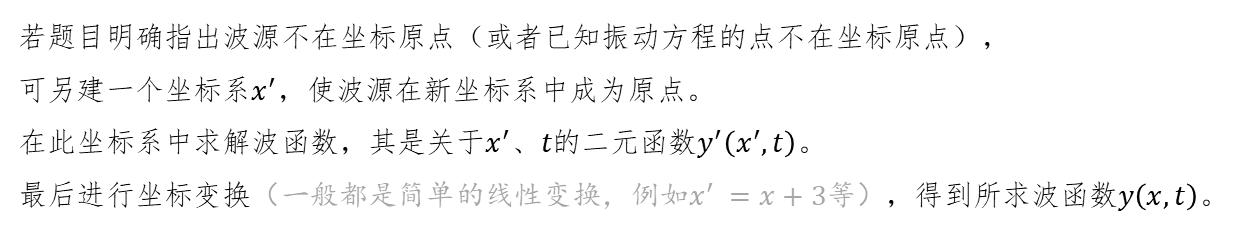 若题目明确指出波源不在坐标原点（或者已知振动方程的点不在坐标原点），
可另建一个坐标系x′，使波源在新坐标系中成为原点。
在此坐标系中求解波函数，其是关于x′、t的二元函数y′(x′,t)。
最后进行坐标变换（一般都是简单的线性变换，例如x′ = x + 3等），得到所求波函数y(x,t)。